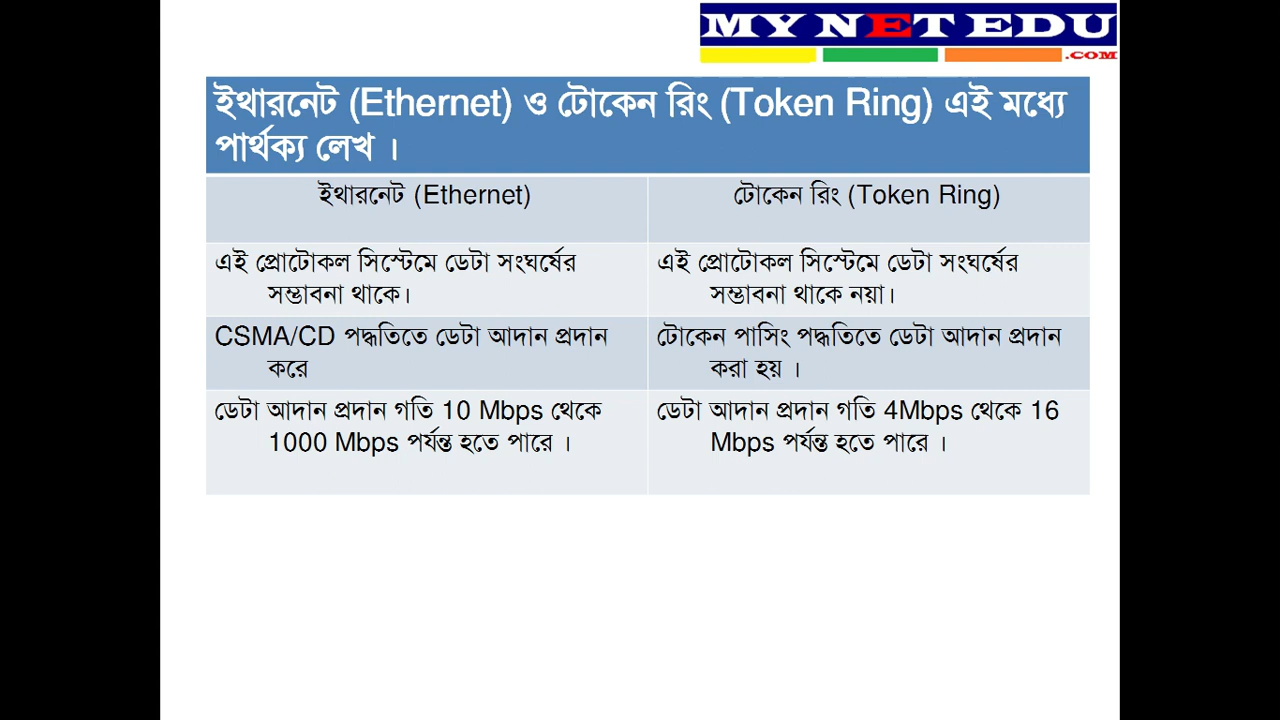 MY NET EDU
.COM
ইথারনেট (Ethernet) ও টোকেন রিং (Token Ring) এই মধ্যে
পার্থক্য লেখ ।
ইথারনেট (Ethernet)
টোকেন রিং (Token Ring)
এই প্রোটোকল সিস্টেমে ডেটা সংঘর্ষের
সম্ভাবনা থাকে।
এই প্রোটোকল সিস্টেমে ডেটা সংঘর্ষের
সম্ভাবনা থাকে নয়া।
CSMA/CD পদ্ধতিতে ডেটা আদান প্রদান
করে
টোকেন পাসিং পদ্ধতিতে ডেটা আদান প্রদান
করা হয় ।
ডেটা আদান প্রদান গতি 10 Mbps থেকে
1000 Mbps পর্যন্ত হতে পারে ।
ডেটা আদান প্রদান গতি 4Mbps থেকে 16
Mbps পর্যন্ত হতে পারে ।